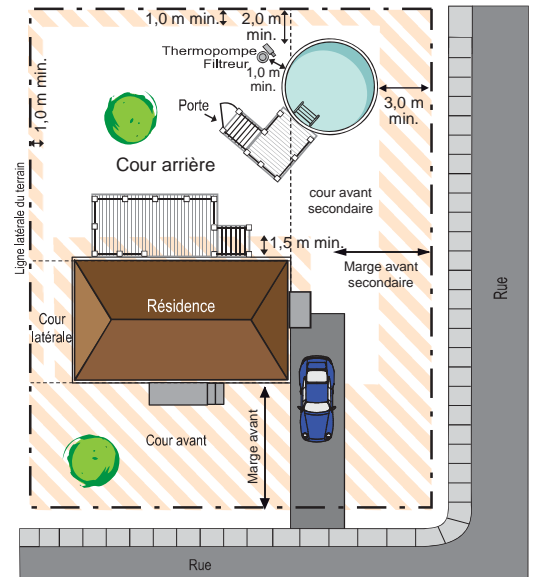 1,0 m min.
2,0 m
min.
Thermopompe
Filtreur
1,0 m
min.
3,0 m
min.
1,0 m min.
Porte
Cour arrière
cour avant
secondaire
Ligne latérale du terrain
1,5 m min.
Marge avant
secondaire
Rue
Résidence
Cour
latérale
Cour avant
Marge avant
Rue